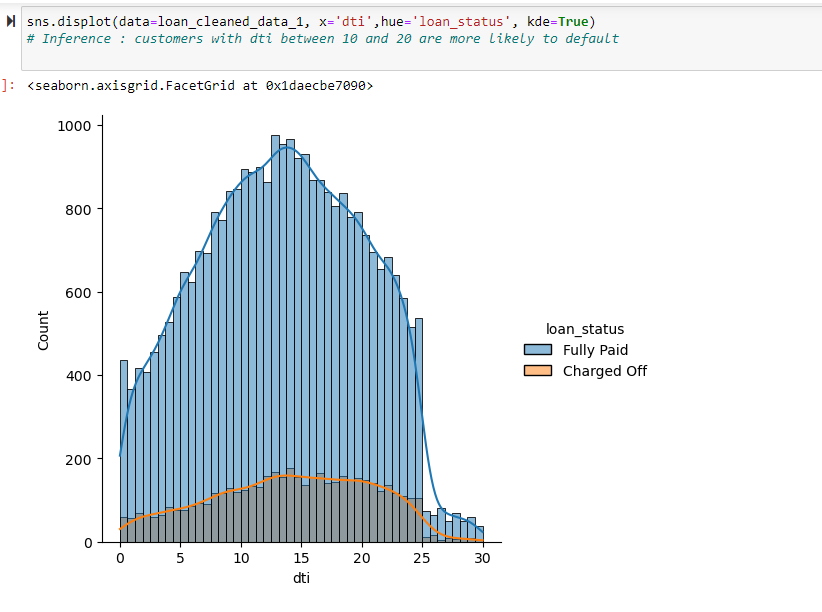 sns.displot(data=loan_cleaned_data_1, x='dti',hue='loan_status', kde=True)
# Inference : customers with dti between 10 and 20 are more likely to default
]: <seaborn.axisgrid.FacetGrid at 0x1daecbe7090>
1000
800
600
400
200
0
Count
0 5 10 15 20 25 30
dti
loan_status
Fully Paid
Charged Off